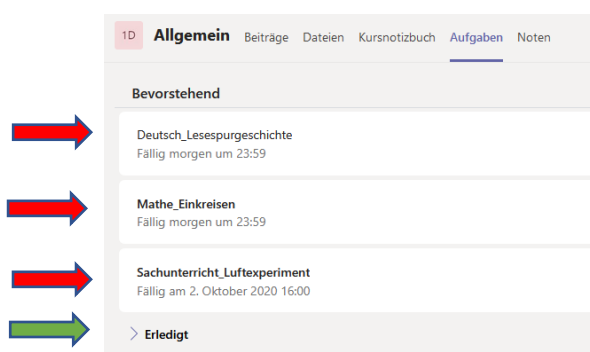 1D Allgemein Beiträge Dateien Kursnotizbuch Aufgaben Noten
Bevorstehend
Deutsch_Lesespurgeschichte
Fällig morgen um 23:59
Mathe_Einkreisen
Fällig morgen um 23:59
Sachunterricht_Luftexperiment
Fällig am 2. Oktober 2020 16:00
Erledigt